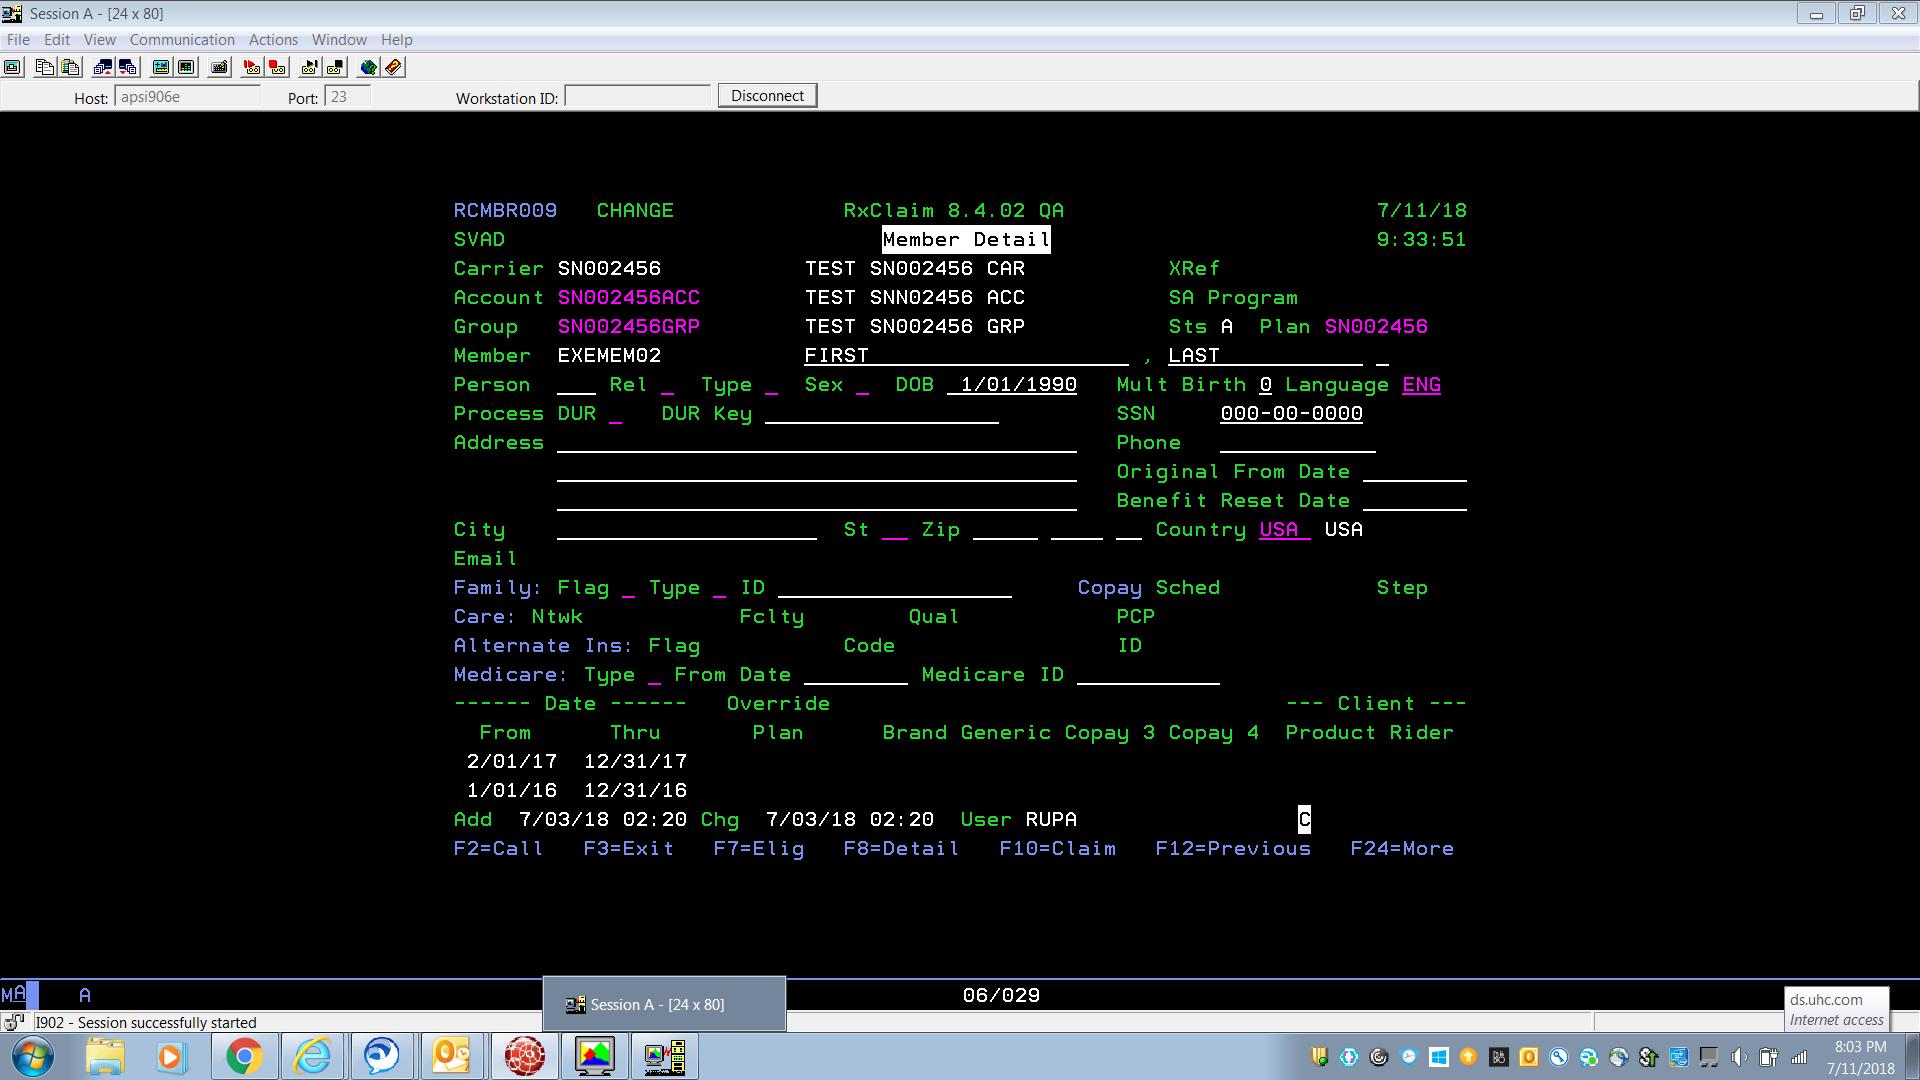 Session A - [24 x 80]
File Edit View Communication Actions Window Help
Host: apsi906e Port: 23 Workstation ID: Disconnect
RCMBR009 CHANGE RxClaim 8.4.02 QA 7/11/18
SVAD Member Detail 9:33:51
Carrier SN002456 TEST SN002456 CAR XRef
Account SN002456ACC TEST SNN02456 ACC SA Program
Group SN002456GRP TEST SN002456 GRP Sts A Plan SN002456
Member EXEMEM02 FIRST , LAST
Person Rel Type Sex DOB 1/01/1990 Mult Birth 0 Language ENG
Process DUR DUR Key SSN 000-00-0000
Address Phone
Original From Date
Benefit Reset Date
City St Zip Country USA USA
Email
Family: Flag Type ID Copay Sched Step
Care: Ntwk Fclty Qual PCP
Alternate Ins: Flag Code ID
Medicare: Type From Date Medicare ID
------ Date ------ Override --- Client ---
From Thru Plan Brand Generic Copay 3 Copay 4 Product Rider
2/01/17 12/31/17
1/01/16 12/31/16
Add 7/03/18 02:20 Chg 7/03/18 02:20 User RUPA C
F2=Call F3=Exit F7=Elig F8=Detail F10=Claim F12=Previous F24=More
MA A 06/029
Session A - [24 x 80]
ds.uhc.com
Internet access
I902 - Session successfully started
8:03 PM
7/11/2018